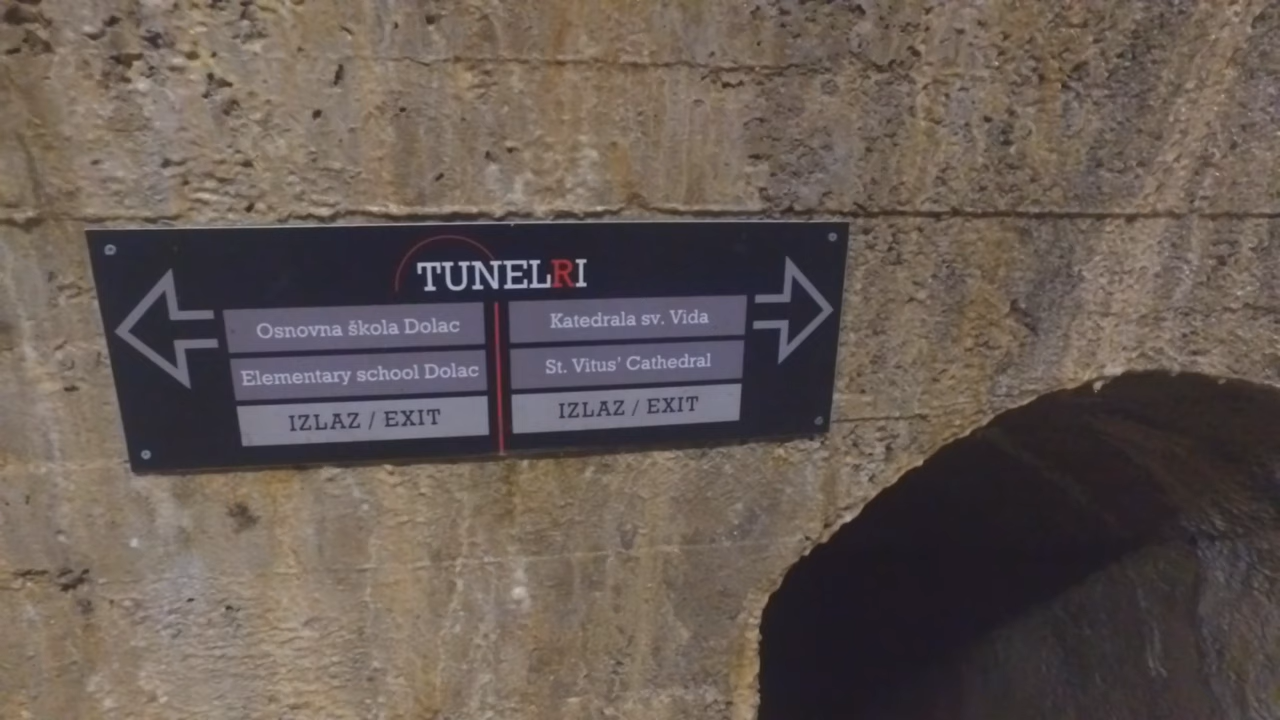 TUNELRI
Osnovna škola Dolac
Elementary school Dolac
IZLAZ / EXIT
Katedrala sv. Vida
St. Vitus' Cathedral
IZLAZ / EXIT